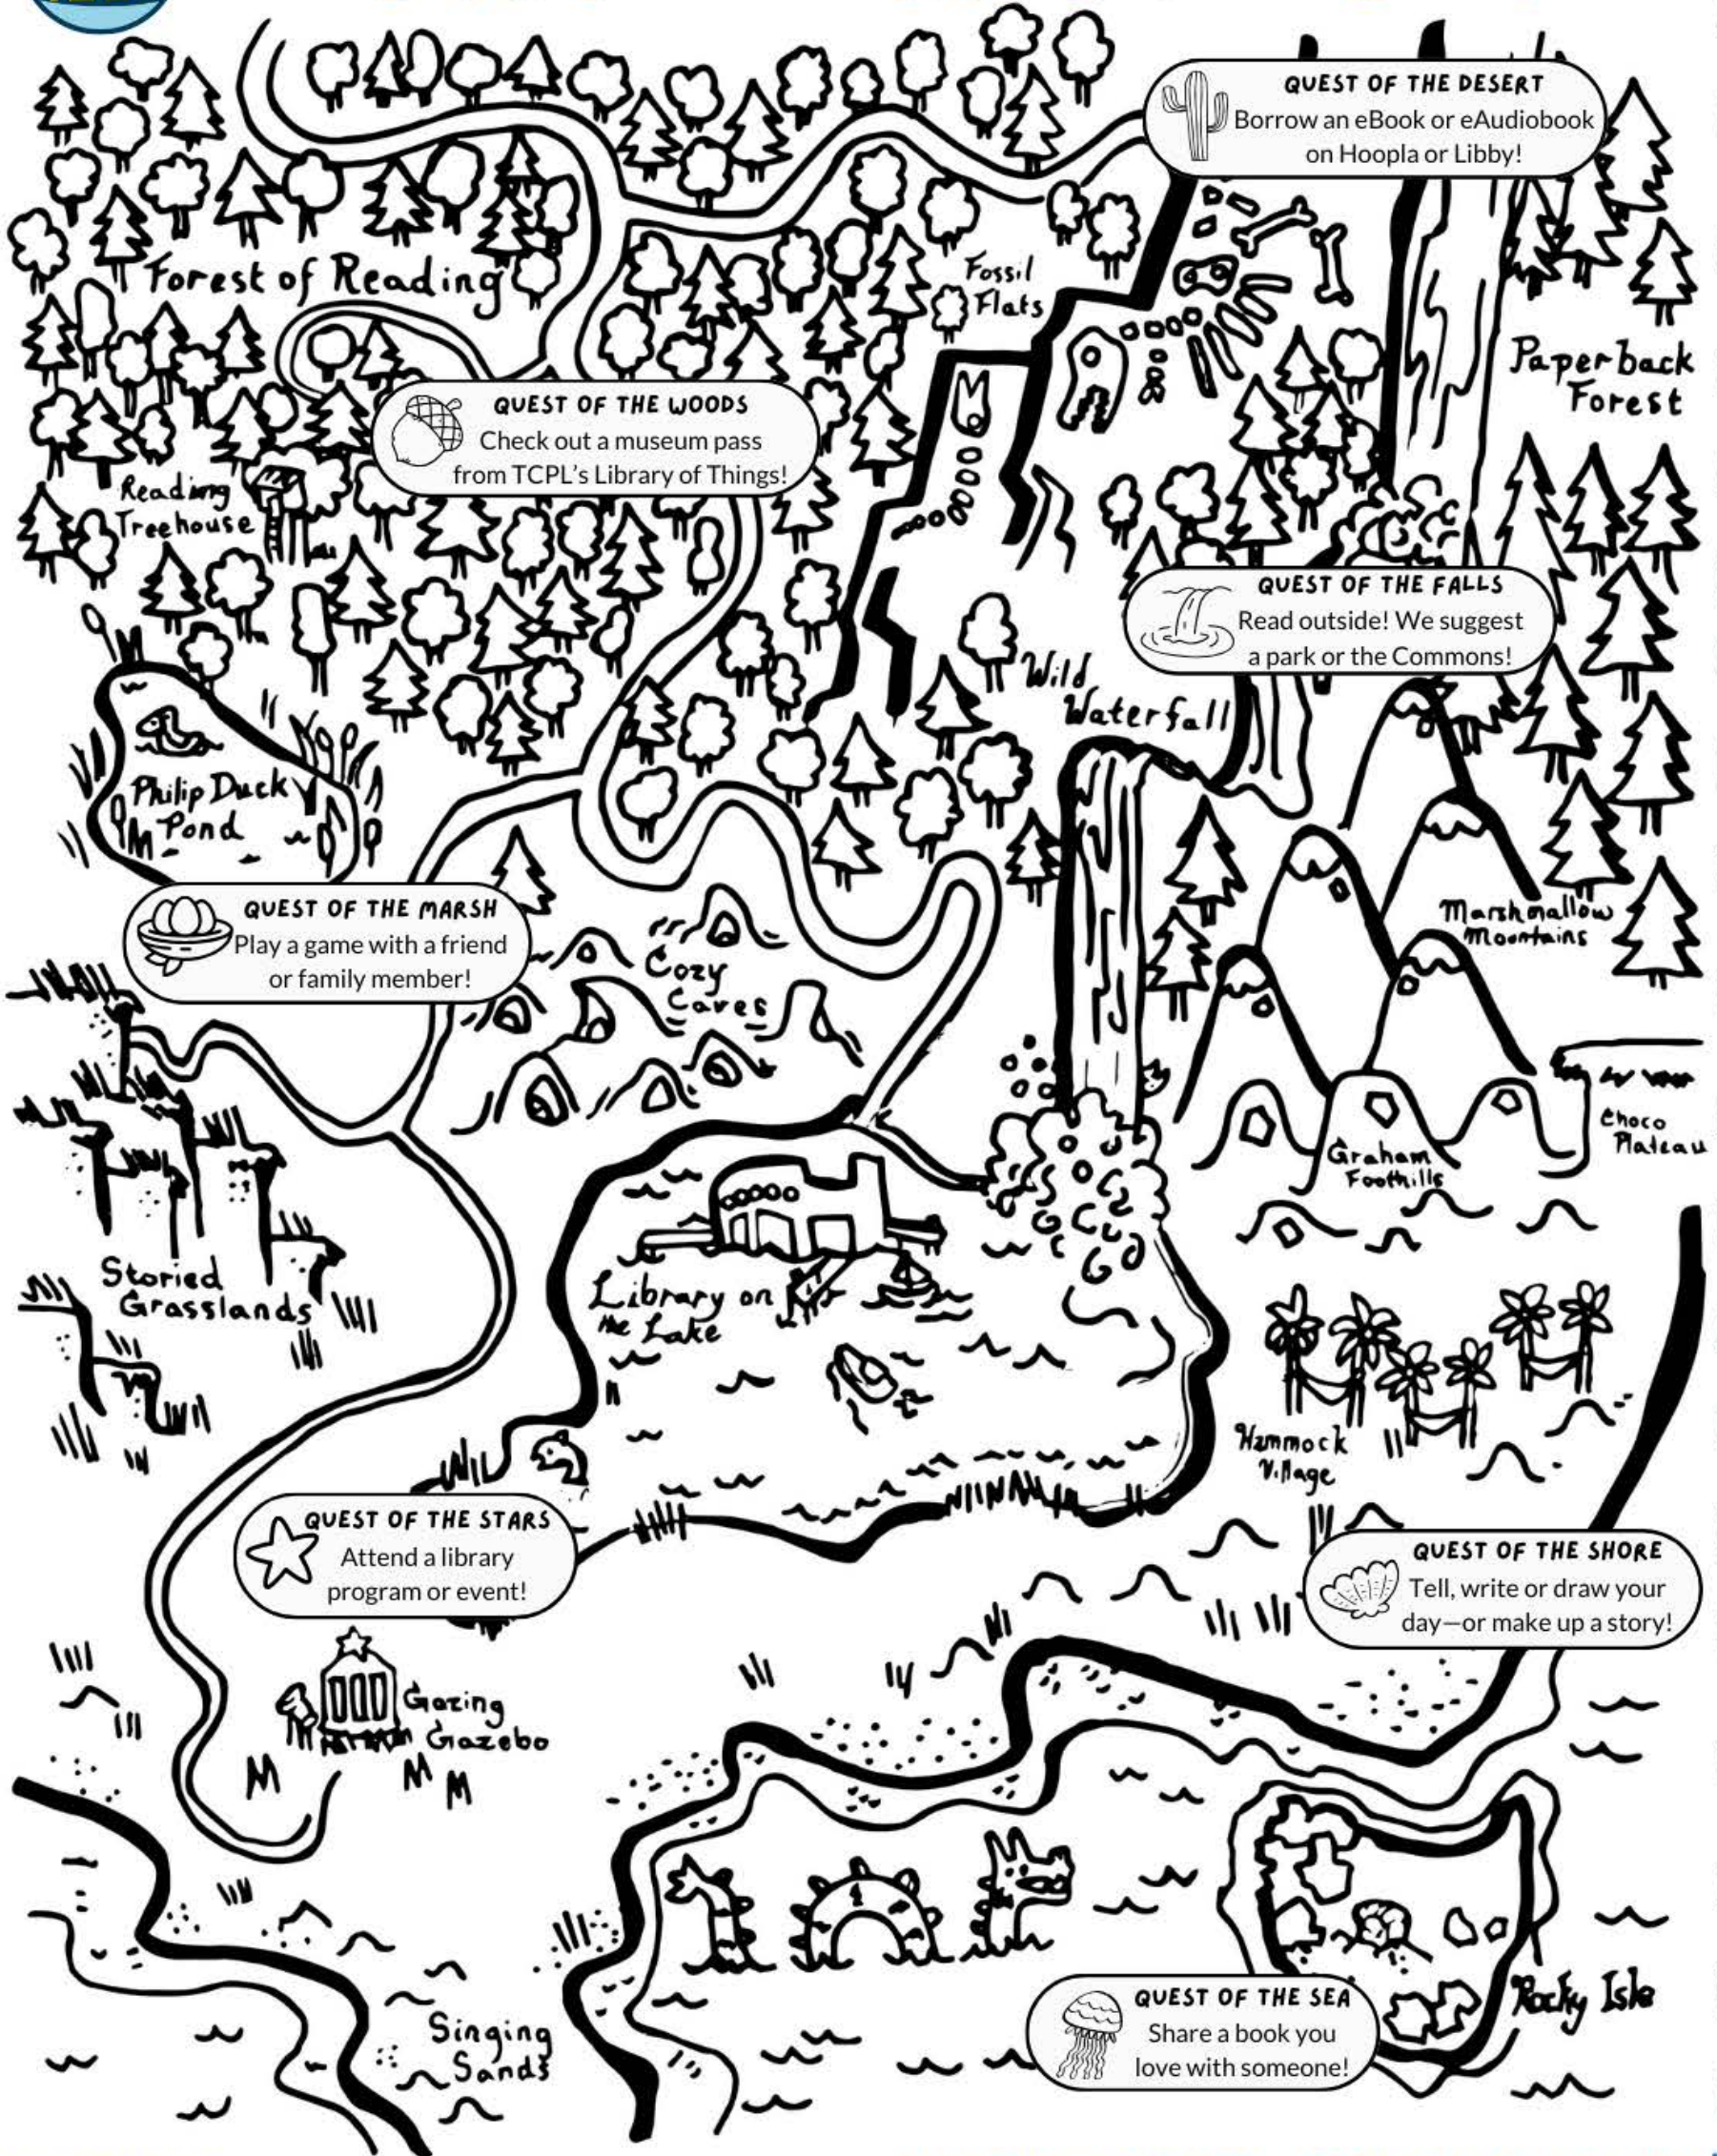 QUEST OF THE DESERT
Borrow an eBook or eAudiobook
on Hoopla or Libby!
Forest of Reading
Fossil
Flats
Paperback
Forest
QUEST OF THE WOODS
Check out a museum pass
from TCPL's Library of Things!
Reading
Treehouse
QUEST OF THE FALLS
Read outside! We suggest
a park or the Commons!
Wild
Waterfall
Philip Duck
Pond
QUEST OF THE MARSH
Play a game with a friend
or family member!
Marshmallow
Mountains
Cozy
Caves
Choco
Plateau
Graham
Foothills
Storied
Grasslands
Library on
the Lake
Hammock
Village
QUEST OF THE STARS
Attend a library
program or event!
QUEST OF THE SHORE
Tell, write or draw your
day—or make up a story!
Gazing
Gazebo
Rocky Isle
QUEST OF THE SEA
Share a book you
love with someone!
Singing
Sands